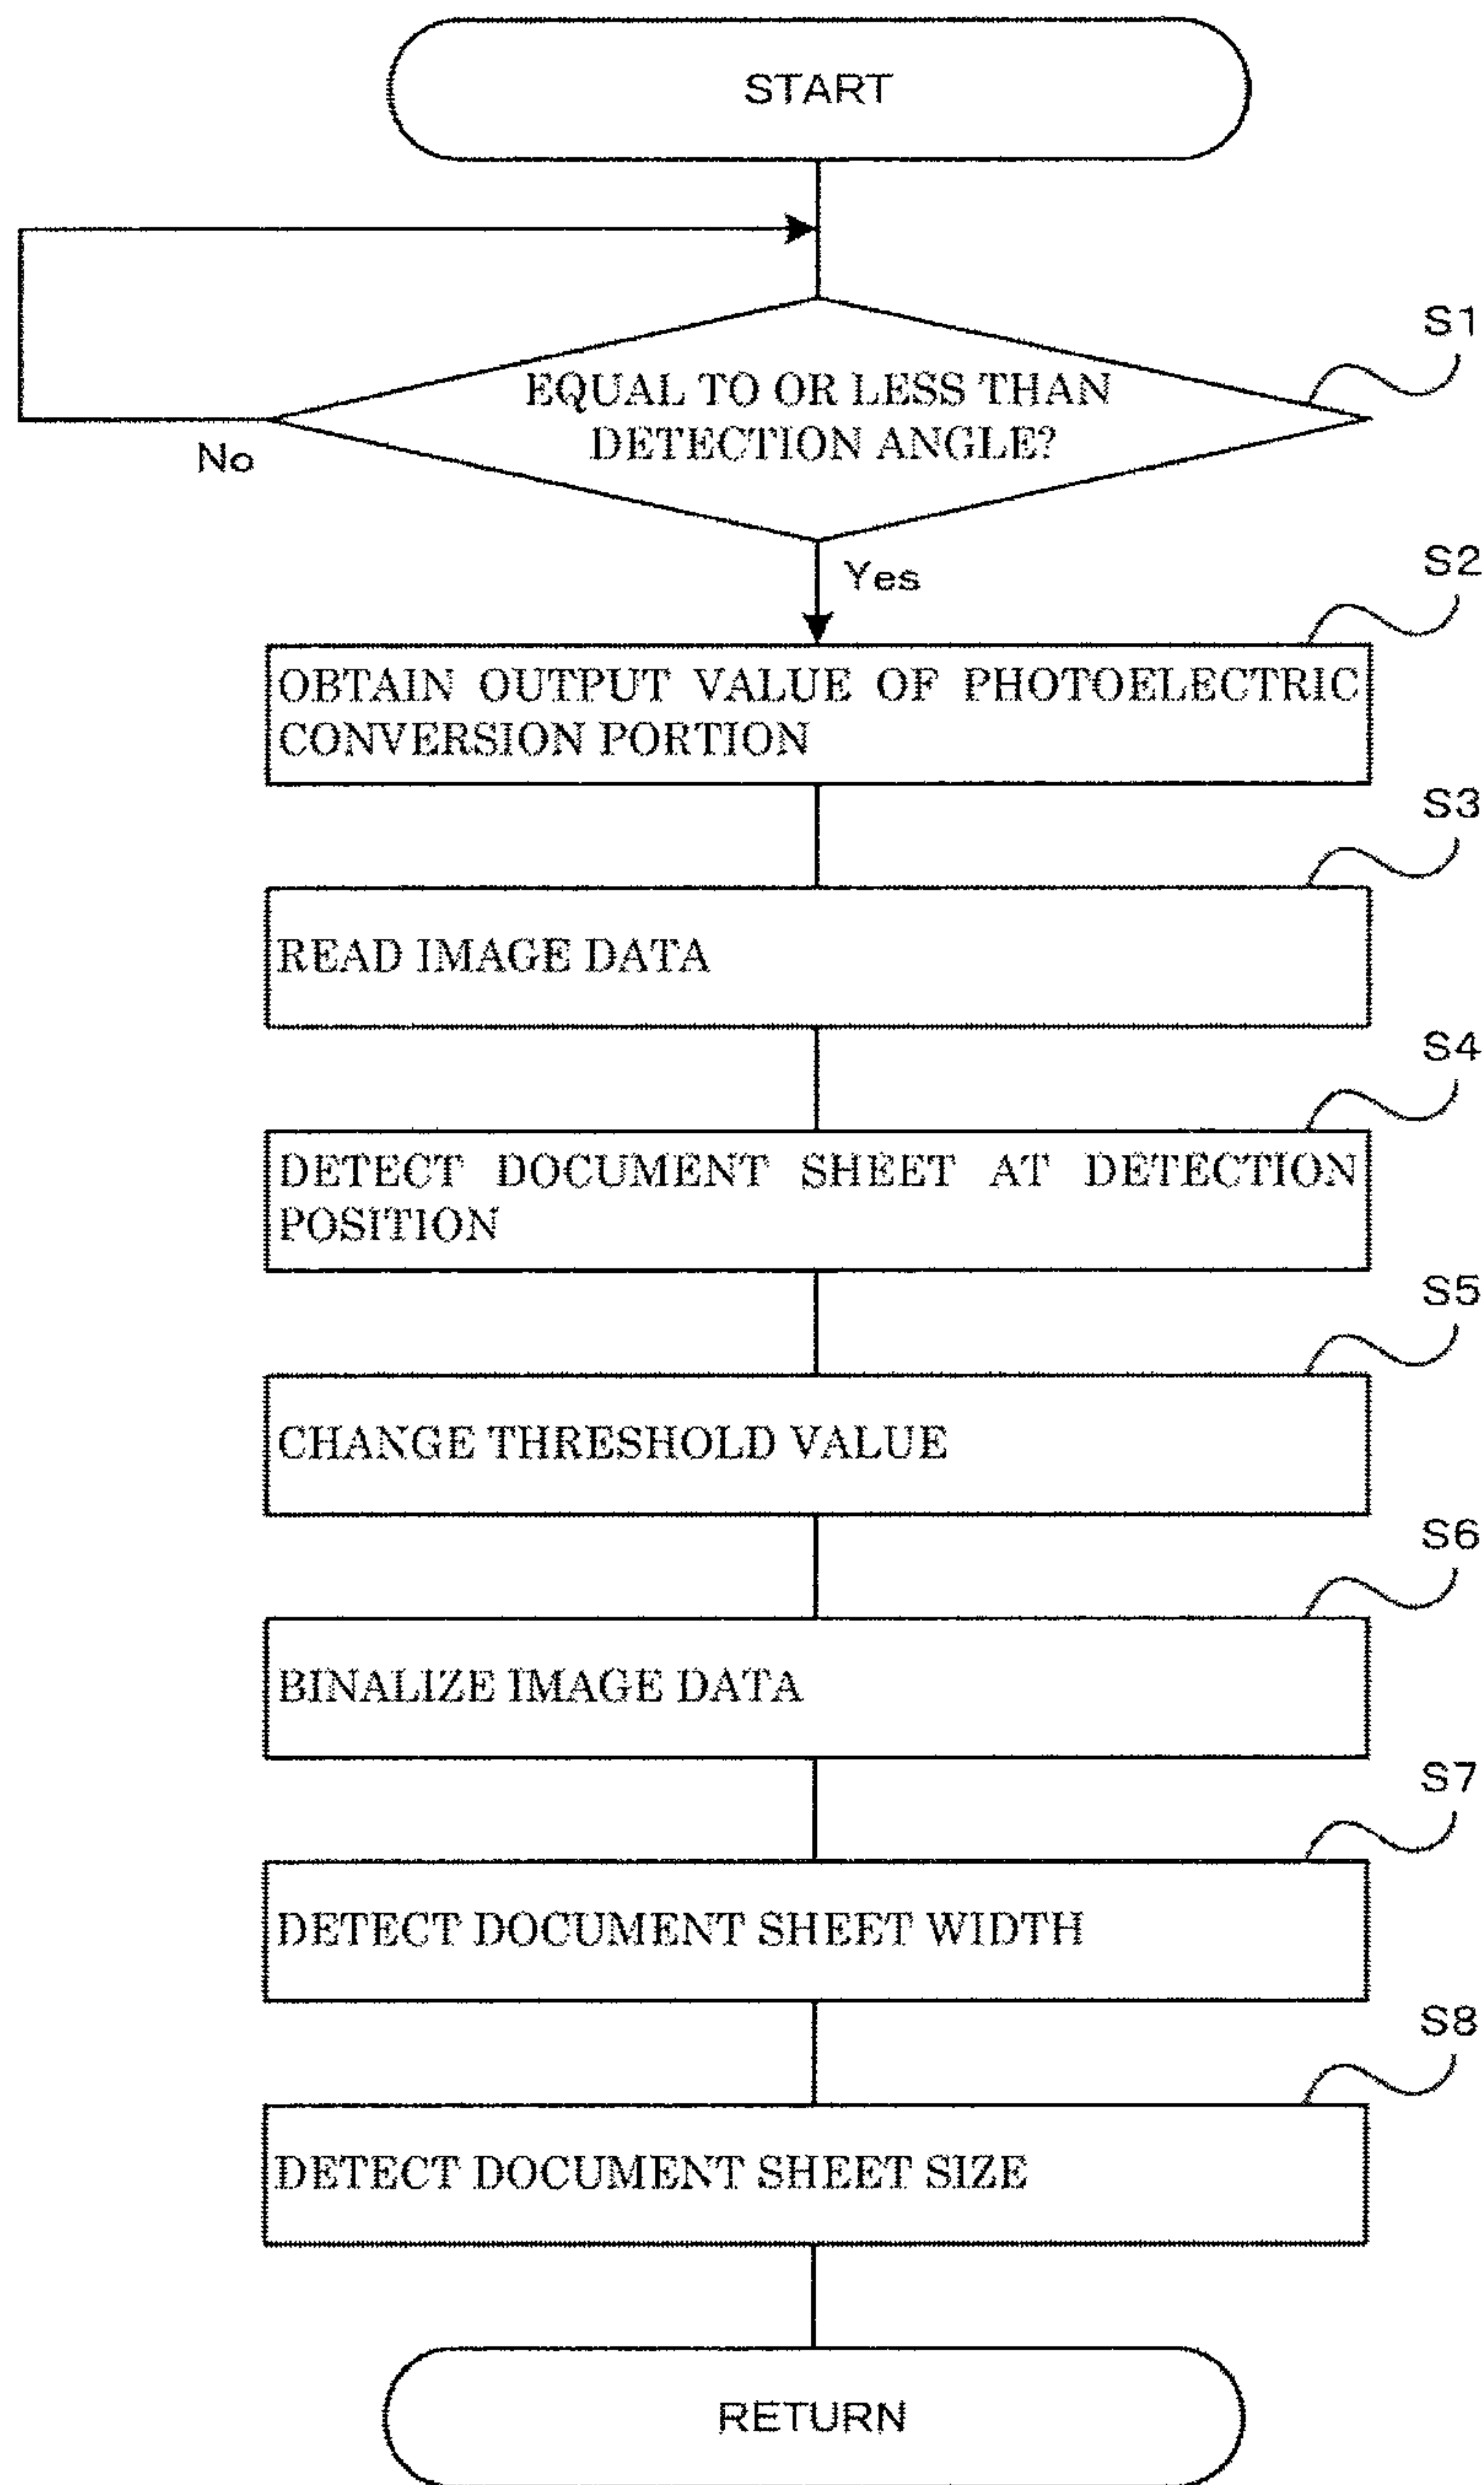 START
S1
EQUAL TO OR LESS THAN
DETECTION ANGLE?
No
Yes
S2
OBTAIN OUTPUT VALUE OF PHOTOELECTRIC
CONVERSION PORTION
S3
READ IMAGE DATA
S4
DETECT DOCUMENT SHEET AT DETECTION
POSITION
S5
CHANGE THRESHOLD VALUE
S6
BINALIZE IMAGE DATA
S7
DETECT DOCUMENT SHEET WIDTH
S8
DETECT DOCUMENT SHEET SIZE
RETURN